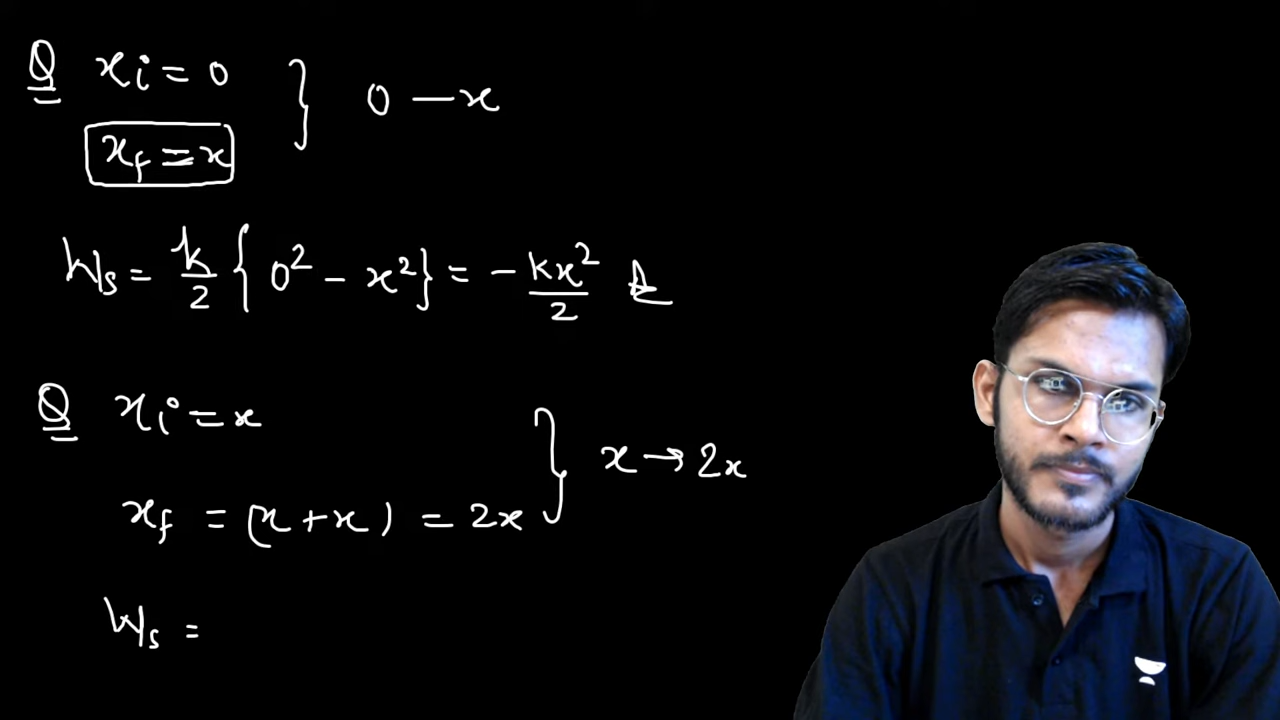 Q xi = 0 } 0 — x
xf = x
Ws = k/2 { 0² - x² } = - kx²/2
Q xi = x } x → 2x
xf = (x + x) = 2x
Ws =